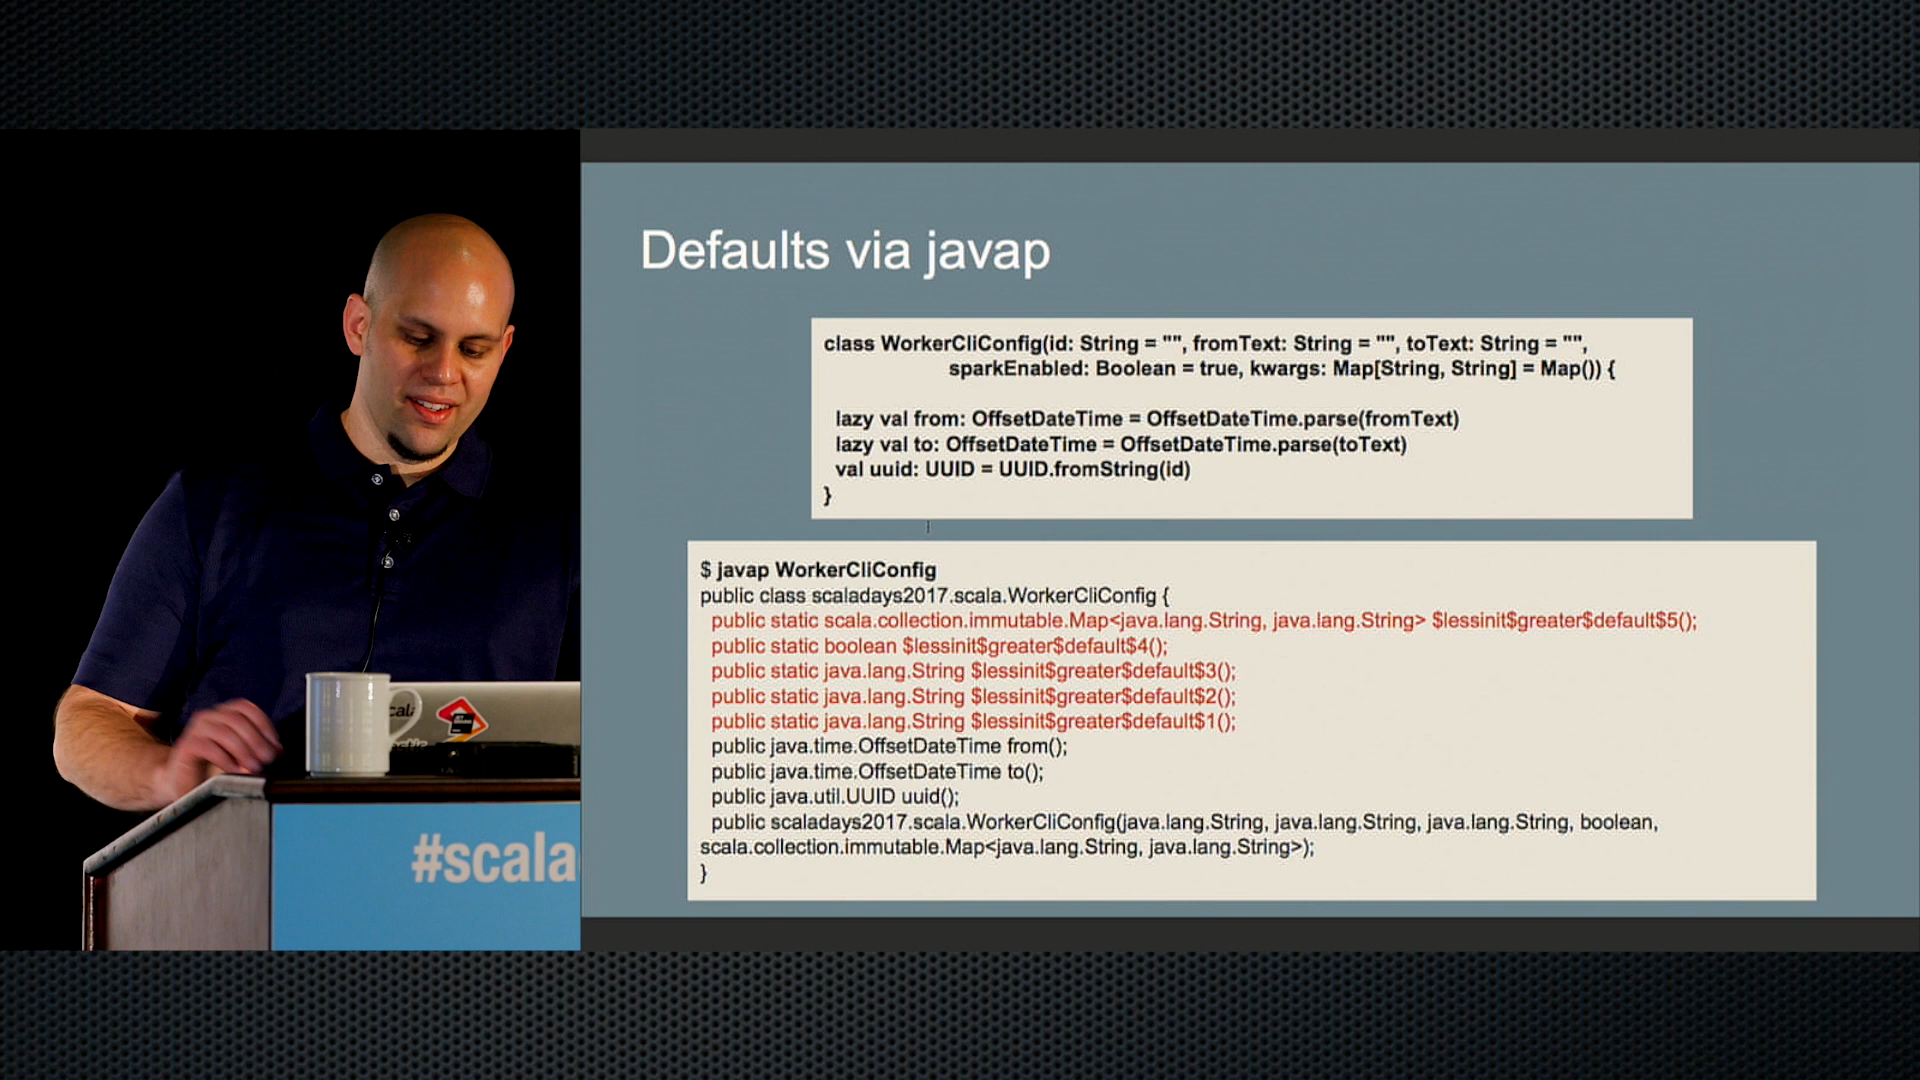 Defaults via javap
class WorkerCliConfig(id: String = "", fromText: String = "", toText: String = "",
sparkEnabled: Boolean = true, kwargs: Map[String, String] = Map()) {
lazy val from: OffsetDateTime = OffsetDateTime.parse(fromText)
lazy val to: OffsetDateTime = OffsetDateTime.parse(toText)
val uuid: UUID = UUID.fromString(id)
}
$ javap WorkerCliConfig
public class scaladays2017.scala.WorkerCliConfig {
public static scala.collection.immutable.Map<java.lang.String, java.lang.String> $lessinit$greater$default$5();
public static boolean $lessinit$greater$default$4();
public static java.lang.String $lessinit$greater$default$3();
public static java.lang.String $lessinit$greater$default$2();
public static java.lang.String $lessinit$greater$default$1();
public java.time.OffsetDateTime from();
public java.time.OffsetDateTime to();
public java.util.UUID uuid();
public scaladays2017.scala.WorkerCliConfig(java.lang.String, java.lang.String, java.lang.String, boolean,
scala.collection.immutable.Map<java.lang.String, java.lang.String>);
}
#scala